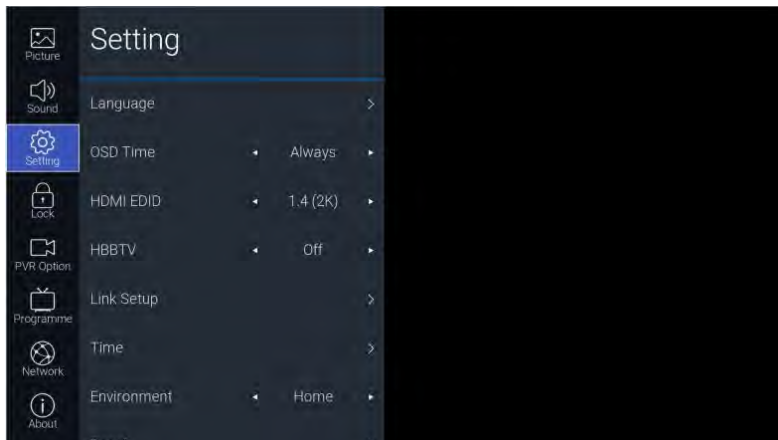 Picture
Sound
Setting
Lock
PVR Option
Programme
Network
About
Setting
Language
OSD Time Always
HDMI EDID 1.4 (2K)
HBBTV Off
Link Setup
Time
Environment Home